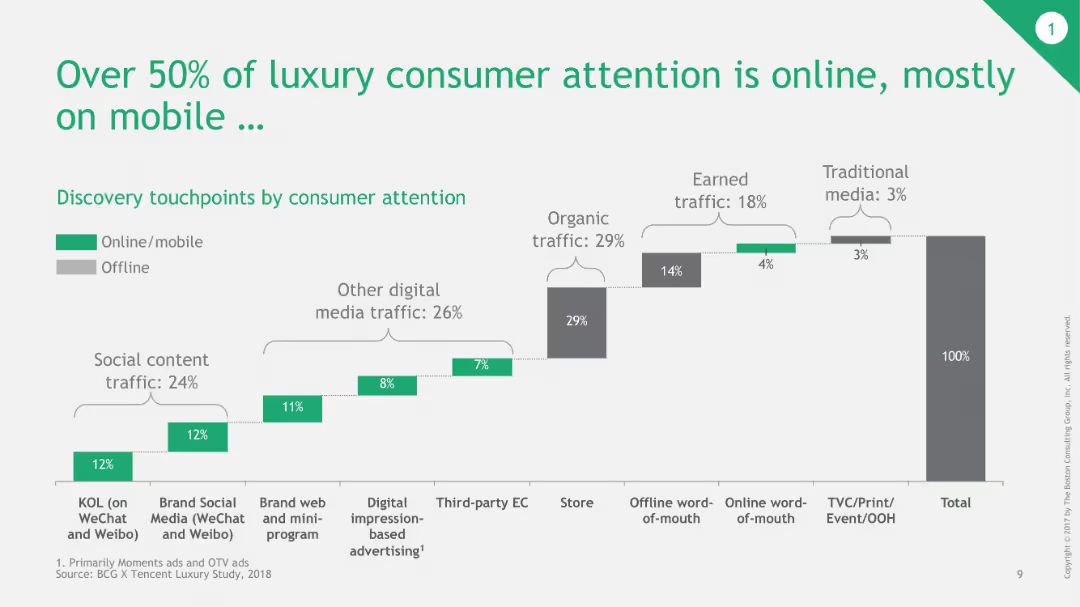 1
Over 50% of luxury consumer attention is online, mostly
on mobile …
Discovery touchpoints by consumer attention
Online/mobile
Offline
Social content
traffic: 24%
Other digital
media traffic: 26%
Organic
traffic: 29%
Earned
traffic: 18%
Traditional
media: 3%
12%
12%
11%
8%
7%
29%
14%
4%
3%
100%
KOL (on
WeChat
and Weibo)
Brand Social
Media (WeChat
and Weibo)
Brand web
and mini-
program
Digital
impression-
based
advertising¹
Third-party EC
Store
Offline word-
of-mouth
Online word-
of-mouth
TVC/Print/
Event/OOH
Total
1. Primarily Moments ads and OTV ads
Source: BCG X Tencent Luxury Study, 2018
9
Copyright © 2017 by The Boston Consulting Group, Inc. All rights reserved.